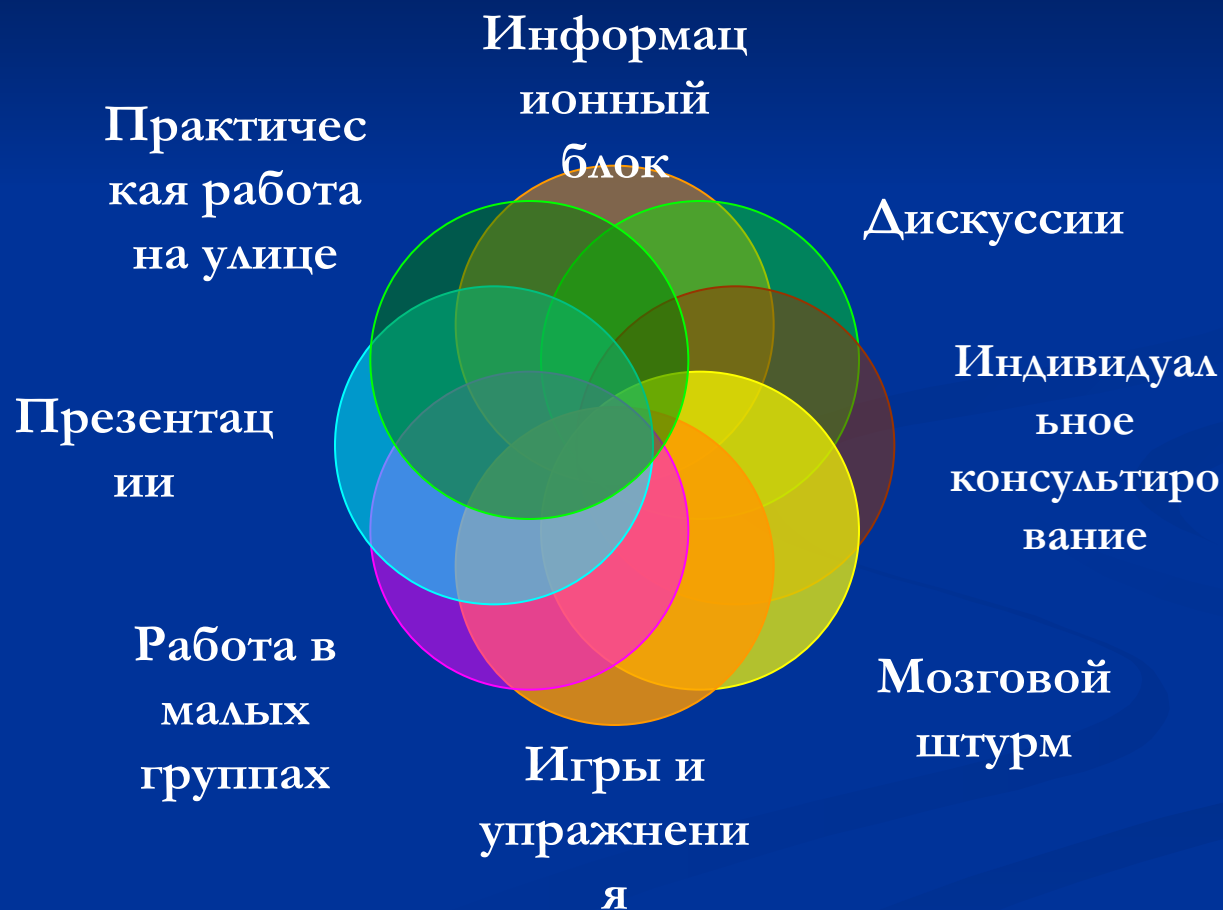 Информац
ионный
блок
Дискуссии
Индивидуал
ьное
консультиро
вание
Мозговой
штурм
Игры и
упражнени
я
Работа в
малых
группах
Презентац
ии
Практичес
кая работа
на улице